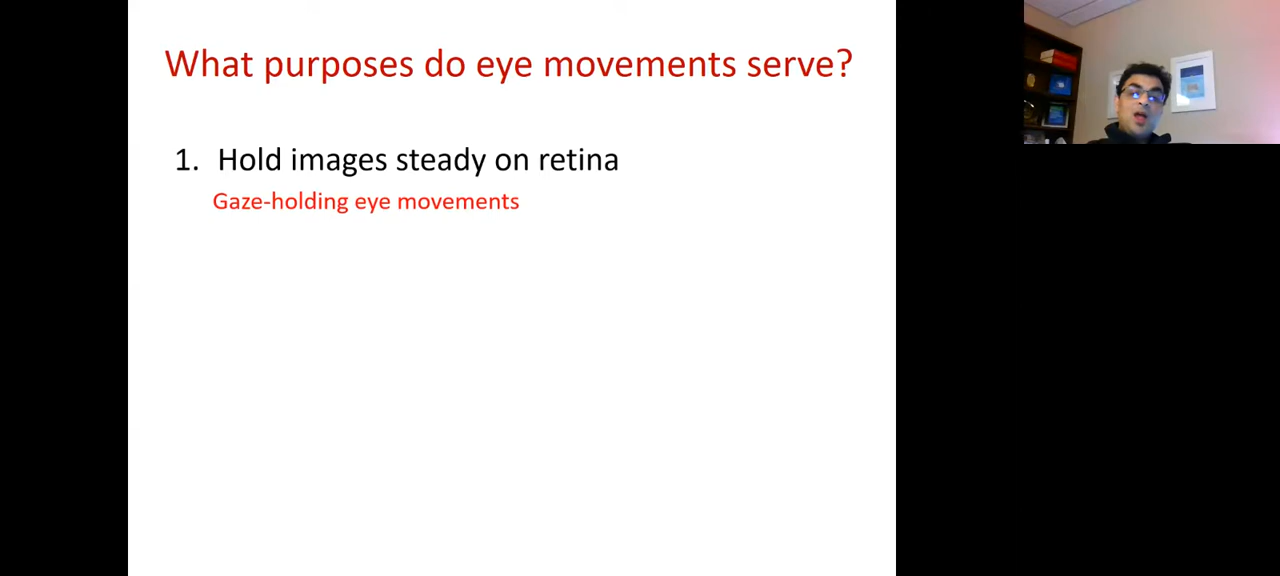 What purposes do eye movements serve?
1. Hold images steady on retina
Gaze-holding eye movements